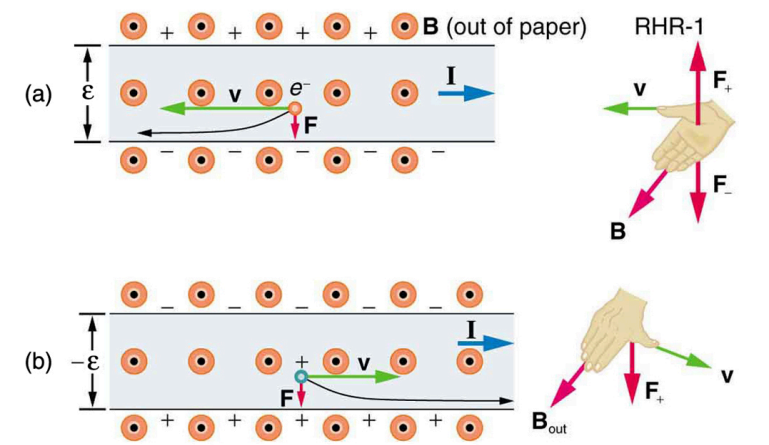 + + + + B (out of paper) RHR-1
(a) ε e⁻ v F I
− − − − −
v F₊ F₋ B
− − − − −
(b) −ε + v F I
+ + + + +
B_out F₊ v